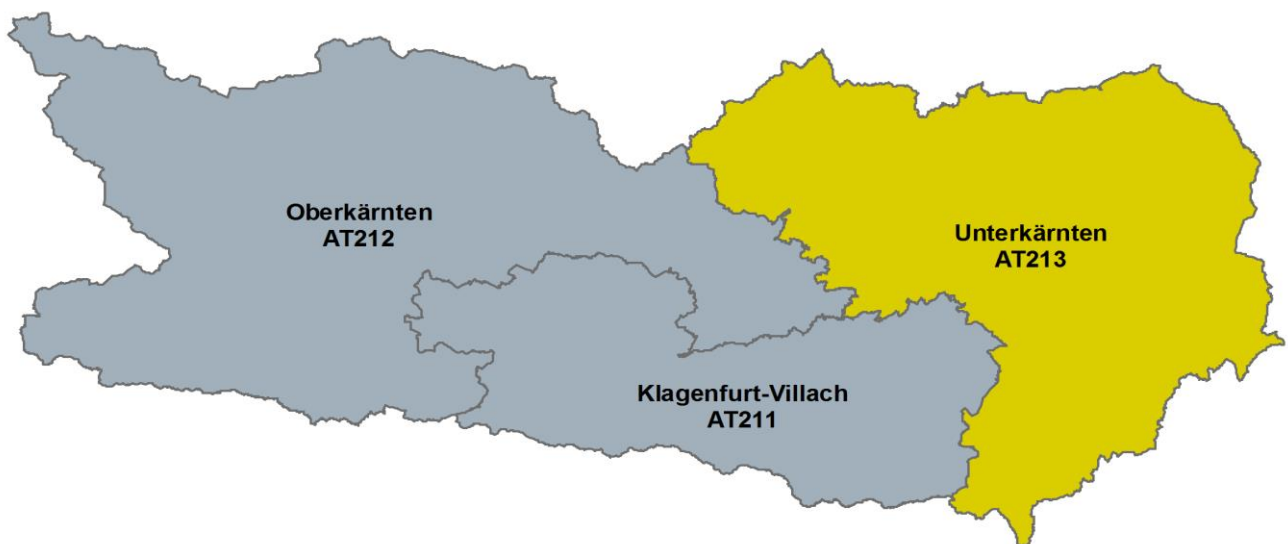 Oberkärnten
AT212
Unterkärnten
AT213
Klagenfurt-Villach
AT211